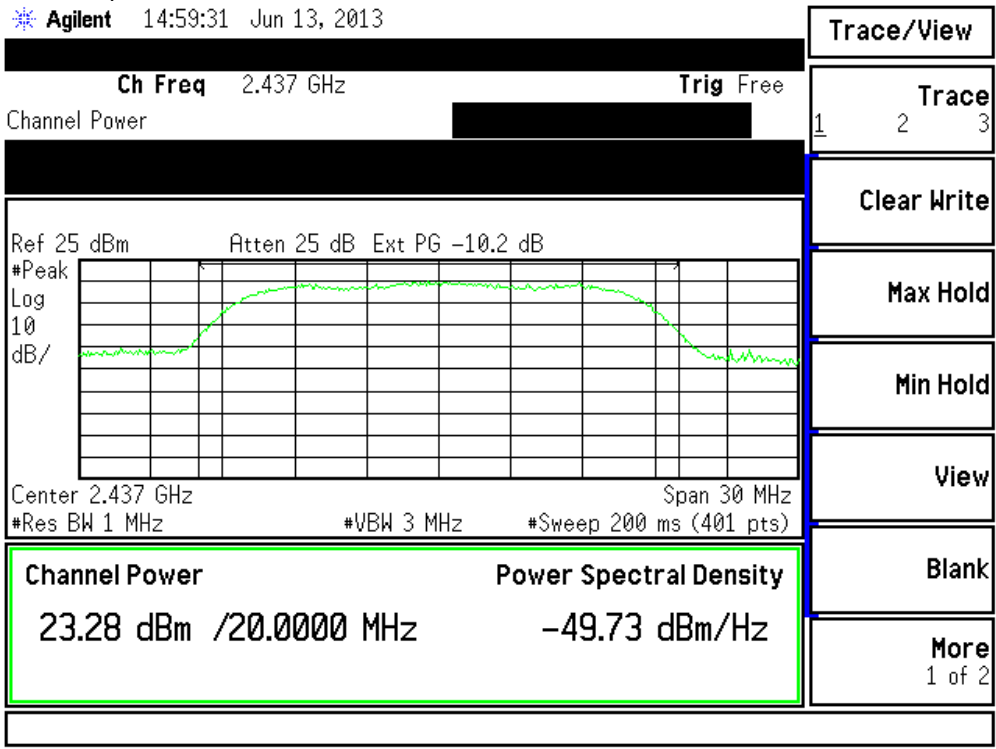 Agilent 14:59:31 Jun 13, 2013
Trace/View
Ch Freq 2.437 GHz Trig Free
Channel Power
Trace
1 2 3
Clear Write
Ref 25 dBm Atten 25 dB Ext PG -10.2 dB
#Peak
Log
10
dB/
Max Hold
Min Hold
Center 2.437 GHz Span 30 MHz
#Res BW 1 MHz #VBW 3 MHz #Sweep 200 ms (401 pts)
View
Channel Power Power Spectral Density
23.28 dBm /20.0000 MHz -49.73 dBm/Hz
Blank
More
1 of 2